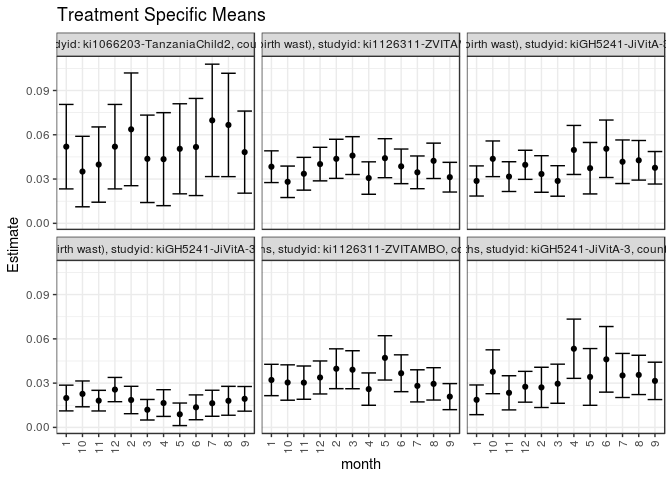 Treatment Specific Means
dyid: ki1066203-TanzaniaChild2, cou
birth wast), studyid: ki1126311-ZVITA
birth wast), studyid: kiGH5241-JiVitA-3
0.09
0.06
0.03
0.00
Estimate
irth wast), studyid: kiGH5241-JiVitA-3
hs, studyid: ki1126311-ZVITAMBO, co
ths, studyid: kiGH5241-JiVitA-3, count
0.09
0.06
0.03
0.00
1 10 11 12 2 3 4 5 6 7 8 9 1 10 11 12 2 3 4 5 6 7 8 9 1 10 11 12 2 3 4 5 6 7 8 9
month